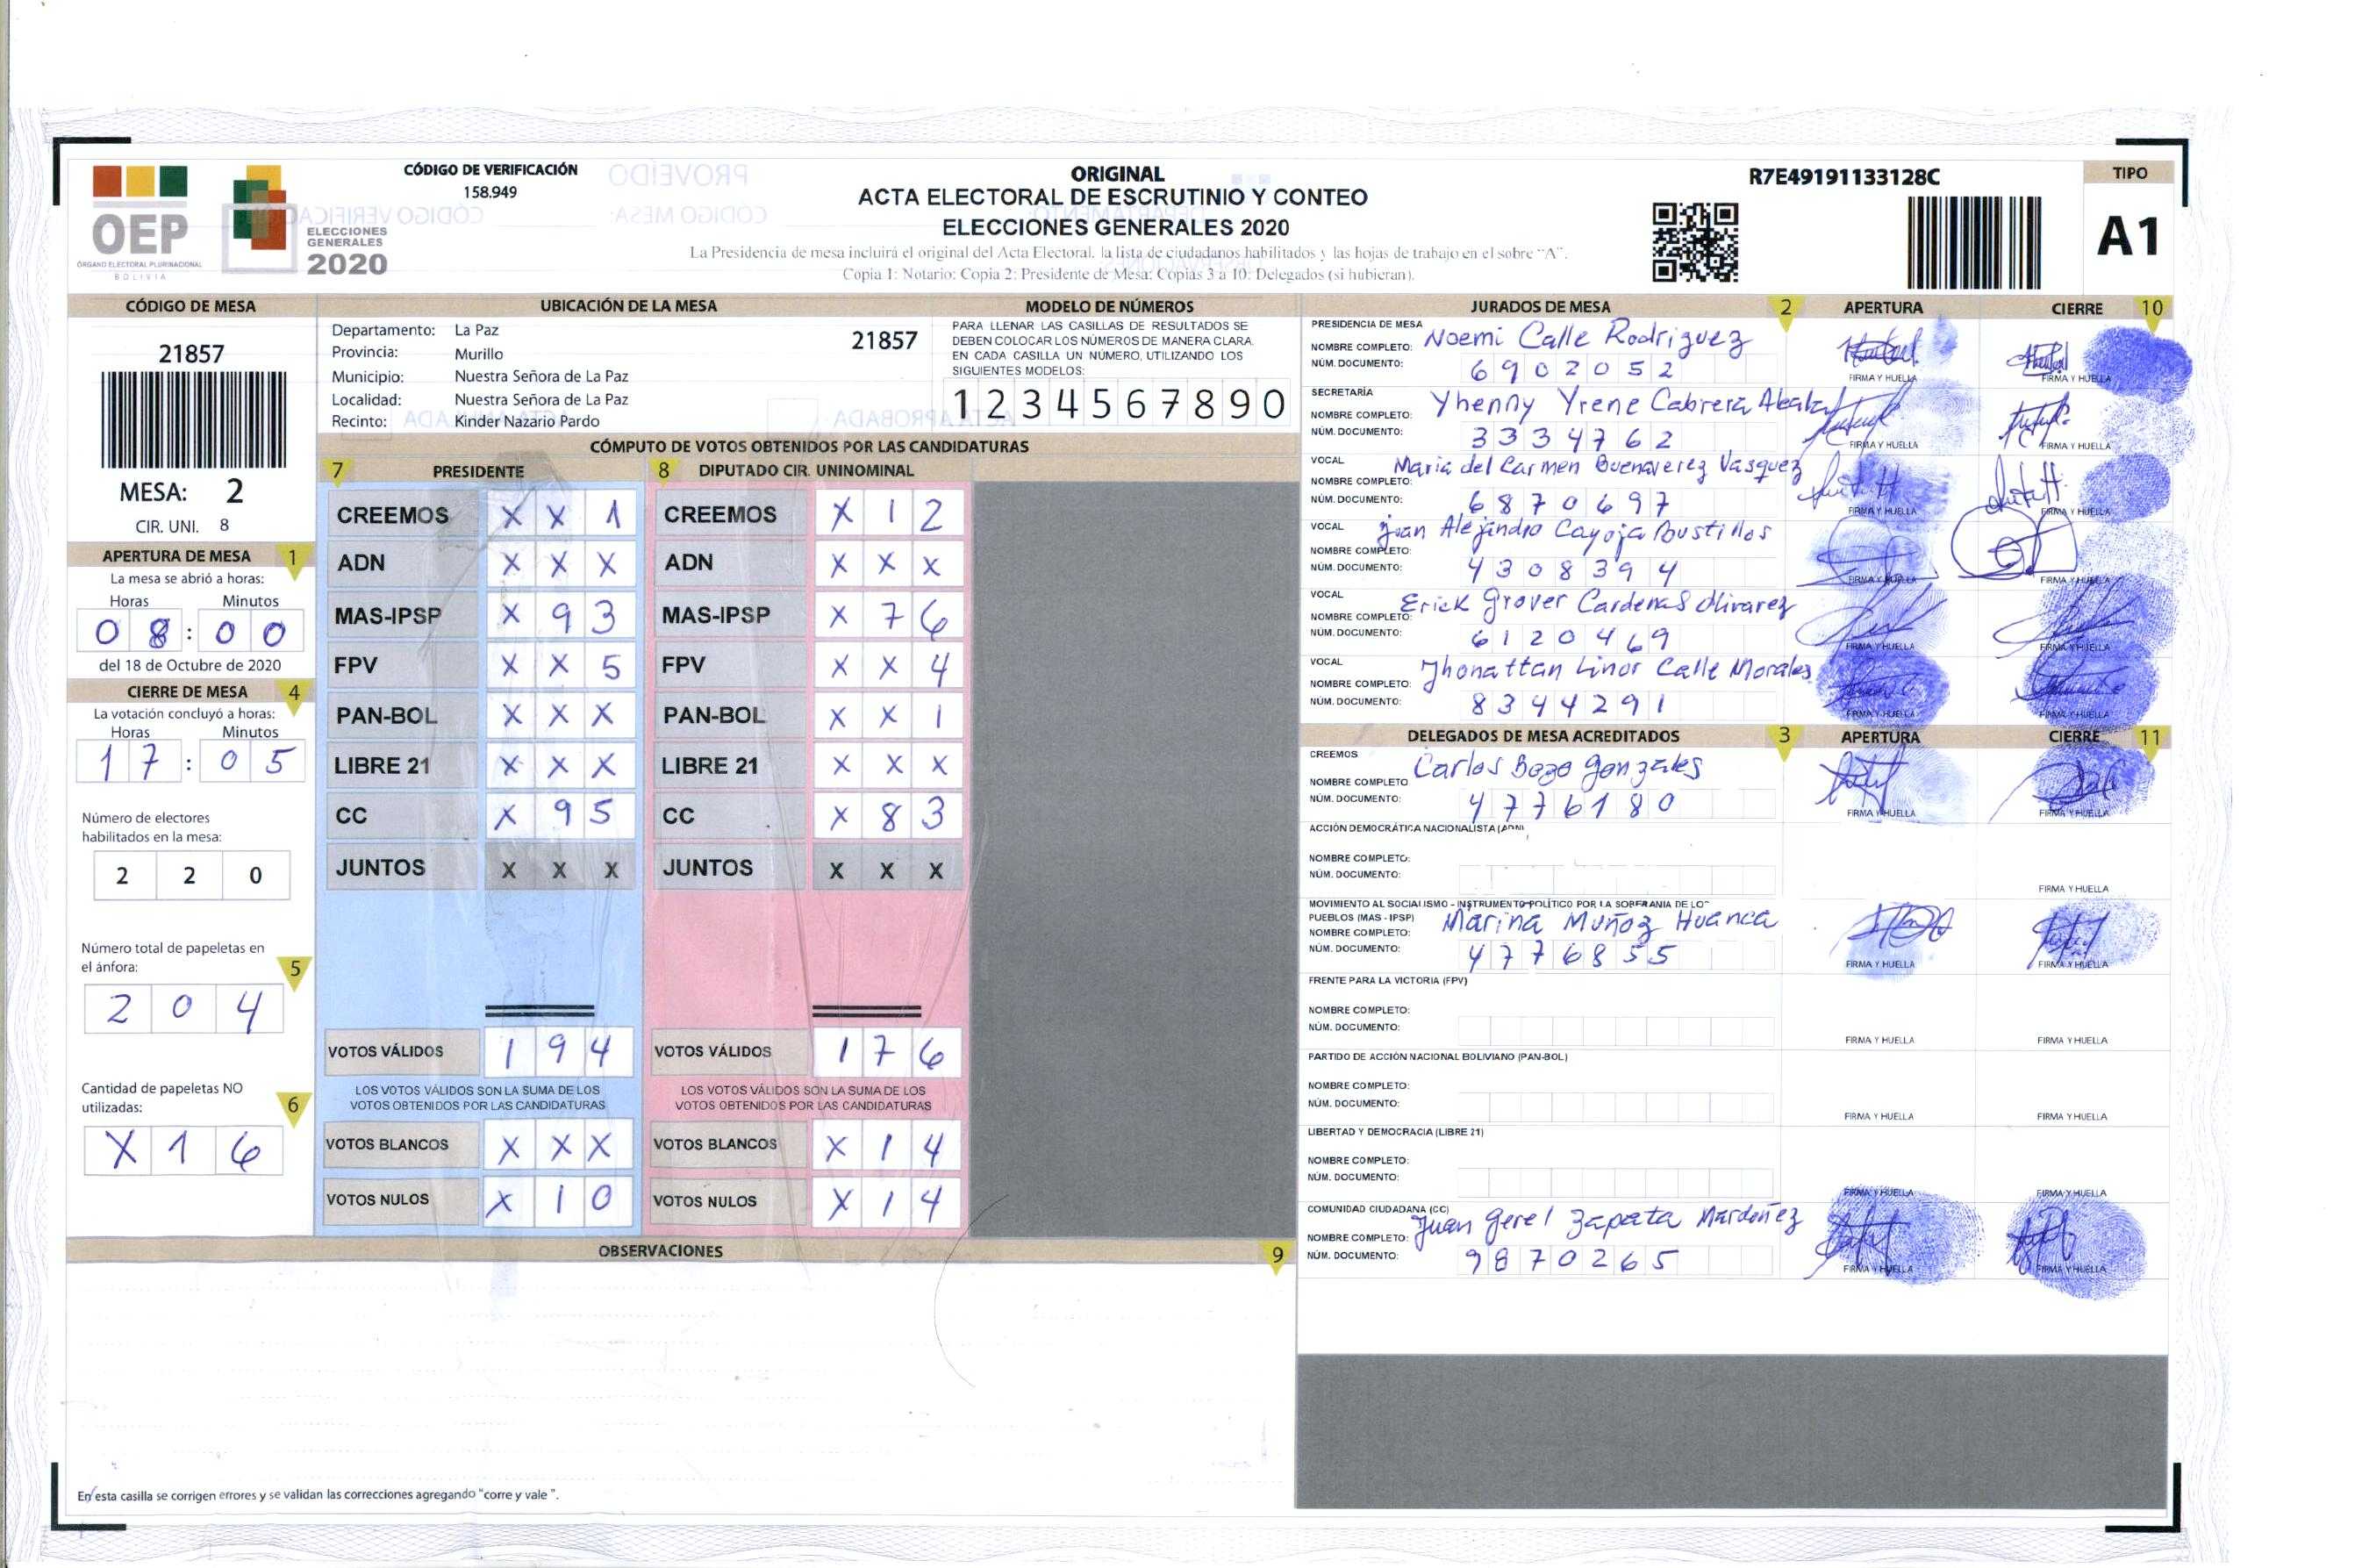 OEP
ÓRGANO ELECTORAL PLURINACIONAL
BOLIVIA
ELECCIONES
GENERALES
2020
CÓDIGO DE VERIFICACIÓN
158.949
ORIGINAL
ACTA ELECTORAL DE ESCRUTINIO Y CONTEO
ELECCIONES GENERALES 2020
La Presidencia de mesa incluirá el original del Acta Electoral, la lista de ciudadanos habilitados y las hojas de trabajo en el sobre "A".
Copia 1: Notario; Copia 2: Presidente de Mesa; Copias 3 a 10: Delegados (si hubieran).
R7E49191133128C
TIPO
A1
CÓDIGO DE MESA
21857
MESA: 2
CIR. UNI. 8
APERTURA DE MESA 1
La mesa se abrió a horas:
Horas Minutos
08:00
del 18 de Octubre de 2020
CIERRE DE MESA 4
La votación concluyó a horas:
Horas Minutos
17:05
Número de electores
habilitados en la mesa:
2 2 0
Número total de papeletas en
el ánfora: 5
2 0 4
Cantidad de papeletas NO
utilizadas: 6
X 1 6
UBICACIÓN DE LA MESA
Departamento: La Paz 21857
Provincia: Murillo
Municipio: Nuestra Señora de La Paz
Localidad: Nuestra Señora de La Paz
Recinto: Kinder Nazario Pardo
MODELO DE NÚMEROS
PARA LLENAR LAS CASILLAS DE RESULTADOS SE
DEBEN COLOCAR LOS NÚMEROS DE MANERA CLARA.
EN CADA CASILLA UN NÚMERO, UTILIZANDO LOS
SIGUIENTES MODELOS:
1 2 3 4 5 6 7 8 9 0
CÓMPUTO DE VOTOS OBTENIDOS POR LAS CANDIDATURAS
7 PRESIDENTE 8 DIPUTADO CIR. UNINOMINAL
CREEMOS X X 1 CREEMOS X 1 2
ADN X X X ADN X X X
MAS-IPSP X 9 3 MAS-IPSP X 7 6
FPV X X 5 FPV X X 4
PAN-BOL X X X PAN-BOL X X 1
LIBRE 21 X X X LIBRE 21 X X X
CC X 9 5 CC X 8 3
JUNTOS X X X JUNTOS X X X
VOTOS VÁLIDOS 1 9 4 VOTOS VÁLIDOS 1 7 6
LOS VOTOS VÁLIDOS SON LA SUMA DE LOS LOS VOTOS VÁLIDOS SON LA SUMA DE LOS
VOTOS OBTENIDOS POR LAS CANDIDATURAS VOTOS OBTENIDOS POR LAS CANDIDATURAS
VOTOS BLANCOS X X X VOTOS BLANCOS X 1 4
VOTOS NULOS X 1 0 VOTOS NULOS X 1 4
OBSERVACIONES 9
En esta casilla se corrigen errores y se validan las correcciones agregando "corre y vale ".
JURADOS DE MESA 2 APERTURA CIERRE 10
PRESIDENCIA DE MESA
NOMBRE COMPLETO: Noemi Calle Rodriguez
NÚM. DOCUMENTO: 6902052
FIRMA Y HUELLA FIRMA Y HUELLA
SECRETARÍA
NOMBRE COMPLETO: Yhenny Yrene Cabrera
NÚM. DOCUMENTO: 3334762
FIRMA Y HUELLA FIRMA Y HUELLA
VOCAL
NOMBRE COMPLETO: Maria del Carmen Buenaverez Vasquez
NÚM. DOCUMENTO: 6870697
FIRMA Y HUELLA FIRMA Y HUELLA
VOCAL
NOMBRE COMPLETO: Juan Alejandro Cayoja Bustillos
NÚM. DOCUMENTO: 4308394
FIRMA Y HUELLA FIRMA Y HUELLA
VOCAL
NOMBRE COMPLETO: Erick Grover Cardenas Olivarez
NÚM. DOCUMENTO: 6120469
FIRMA Y HUELLA FIRMA Y HUELLA
VOCAL
NOMBRE COMPLETO: Jhonattan Linor Calle Morales
NÚM. DOCUMENTO: 8344291
FIRMA Y HUELLA FIRMA Y HUELLA
DELEGADOS DE MESA ACREDITADOS 3 APERTURA CIERRE 11
CREEMOS
NOMBRE COMPLETO Carlos Bozo Gonzales
NÚM. DOCUMENTO: 4776180
FIRMA Y HUELLA FIRMA Y HUELLA
ACCIÓN DEMOCRÁTICA NACIONALISTA (ADN)
NOMBRE COMPLETO:
NÚM. DOCUMENTO:
FIRMA Y HUELLA
MOVIMIENTO AL SOCIALISMO - INSTRUMENTO POLÍTICO POR LA SOBERANIA DE LO
PUEBLOS (MAS - IPSP)
NOMBRE COMPLETO: Marina Muñoz Huanca
NÚM. DOCUMENTO: 4776855
FIRMA Y HUELLA FIRMA Y HUELLA
FRENTE PARA LA VICTORIA (FPV)
NOMBRE COMPLETO:
NÚM. DOCUMENTO:
FIRMA Y HUELLA FIRMA Y HUELLA
PARTIDO DE ACCIÓN NACIONAL BOLIVIANO (PAN-BOL)
NOMBRE COMPLETO:
NÚM. DOCUMENTO:
FIRMA Y HUELLA FIRMA Y HUELLA
LIBERTAD Y DEMOCRACIA (LIBRE 21)
NOMBRE COMPLETO:
NÚM. DOCUMENTO:
FIRMA Y HUELLA FIRMA Y HUELLA
COMUNIDAD CIUDADANA (CC)
NOMBRE COMPLETO: Juan Gerel Zapata Mardoñez
NÚM. DOCUMENTO: 9870265
FIRMA Y HUELLA FIRMA Y HUELLA